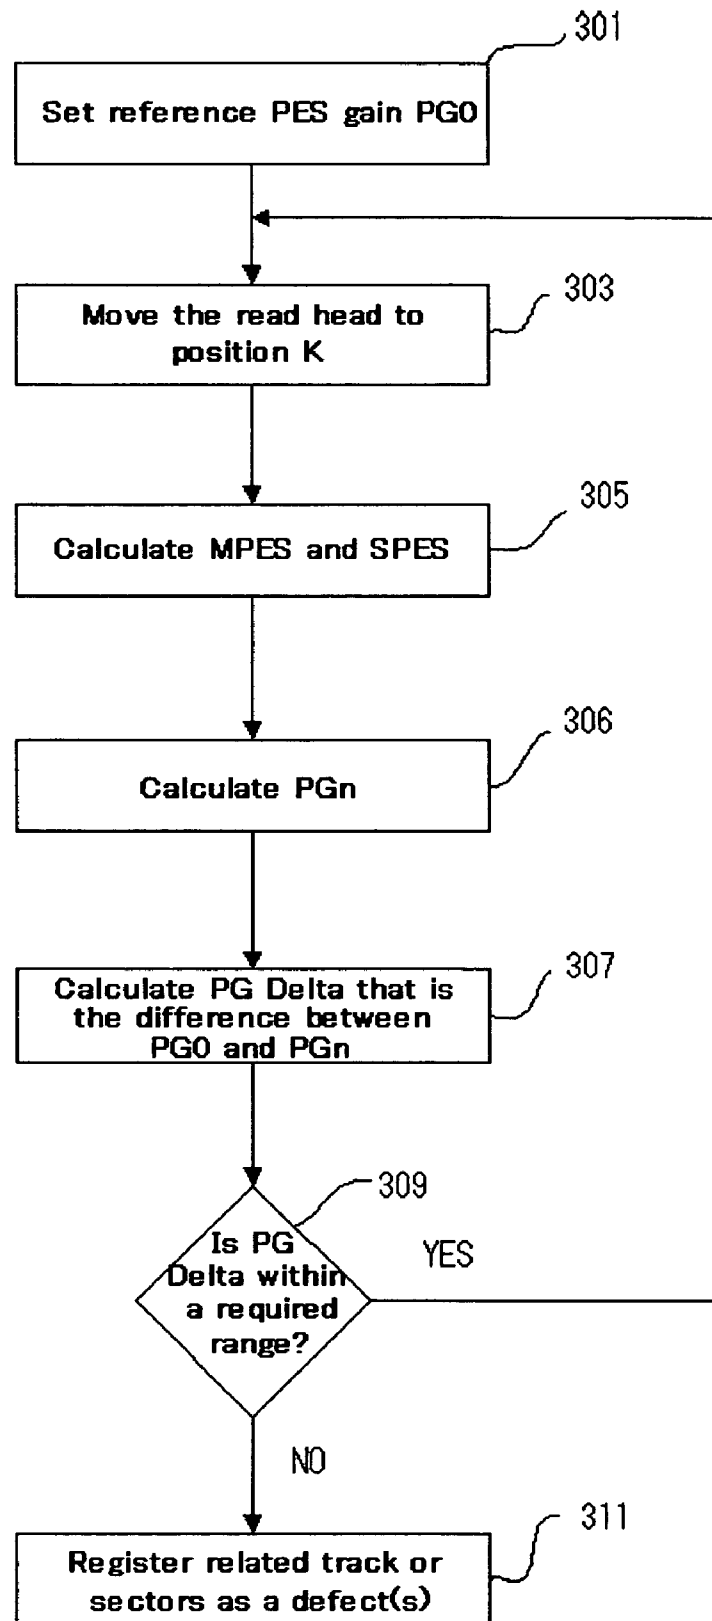 301
Set reference PES gain PG0
303
Move the read head to
position K
305
Calculate MPES and SPES
306
Calculate PGn
307
Calculate PG Delta that is
the difference between
PG0 and PGn
309
Is PG
Delta within
a required
range?
YES
NO
311
Register related track or
sectors as a defect(s)